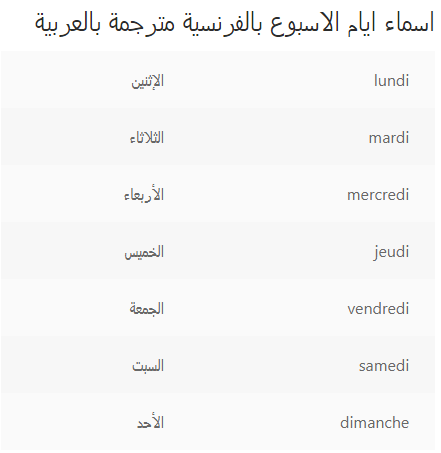 اسماء ايام الاسبوع بالفرنسية مترجمة بالعربية
lundi الإثنين
mardi الثلاثاء
mercredi الأربعاء
jeudi الخميس
vendredi الجمعة
samedi السبت
dimanche الأحد